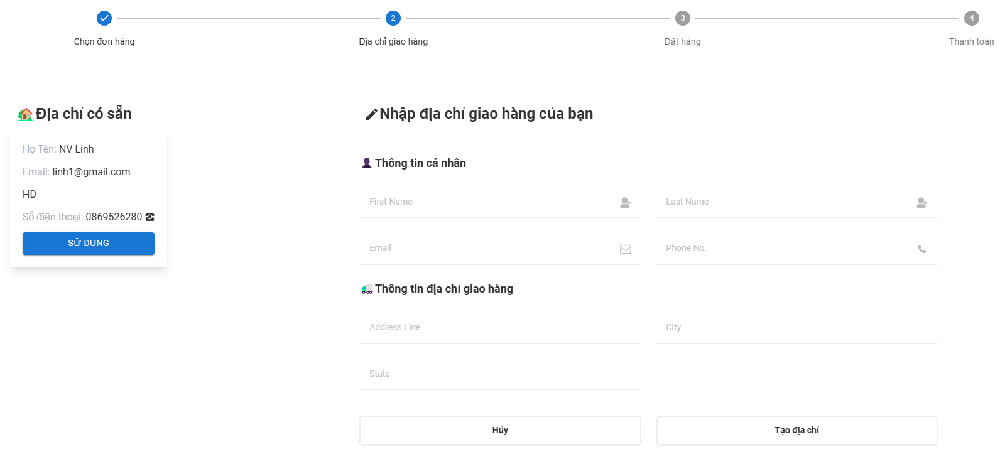 2
3
4
Chọn đơn hàng
Địa chỉ giao hàng
Đặt hàng
Thanh toán
Địa chỉ có sẵn
Họ Tên: NV Linh
Email: linh1@gmail.com
HD
Số điện thoại: 0869526280
SỬ DỤNG
Nhập địa chỉ giao hàng của bạn
Thông tin cá nhân
First Name
Last Name
Email
Phone No.
Thông tin địa chỉ giao hàng
Address Line
City
State
Hủy
Tạo địa chỉ